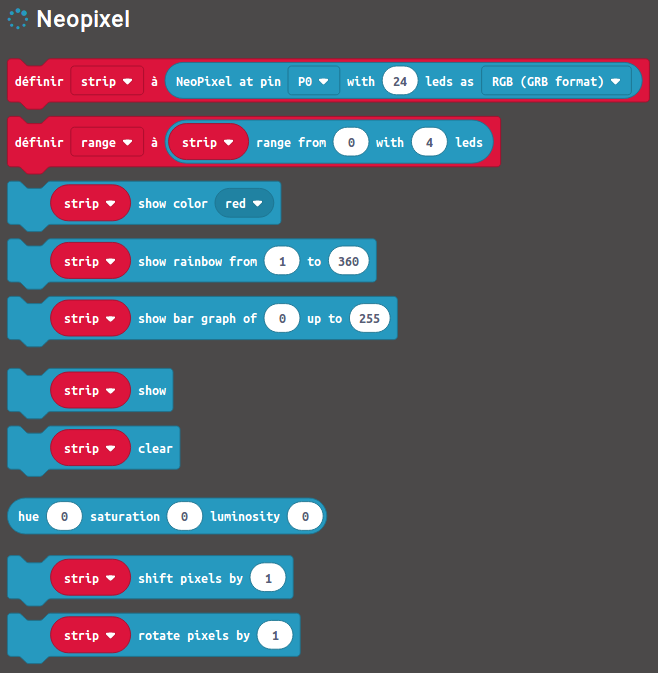 Neopixel
définir strip à NeoPixel at pin P0 with 24 leds as RGB (GRB format)
définir range à strip range from 0 with 4 leds
strip show color red
strip show rainbow from 1 to 360
strip show bar graph of 0 up to 255
strip show
strip clear
hue 0 saturation 0 luminosity 0
strip shift pixels by 1
strip rotate pixels by 1